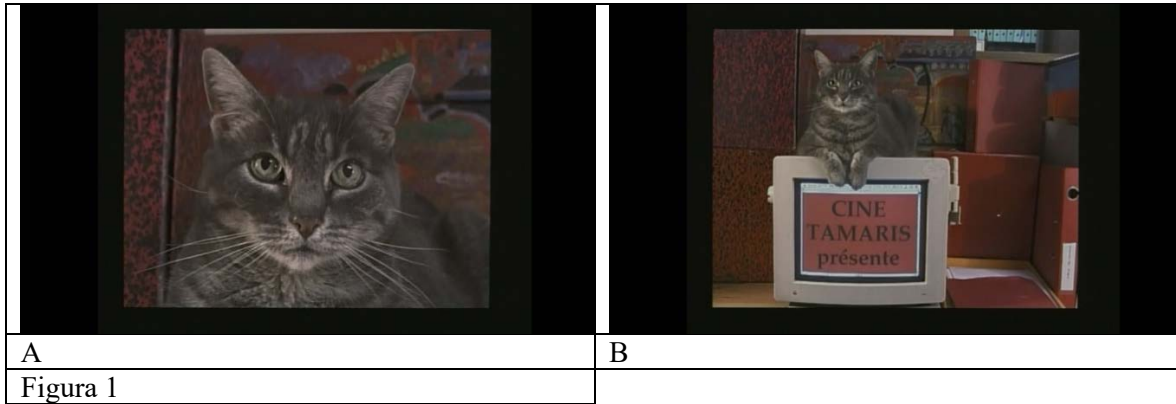 CINE
TAMARIS
présente
A
B
Figura 1